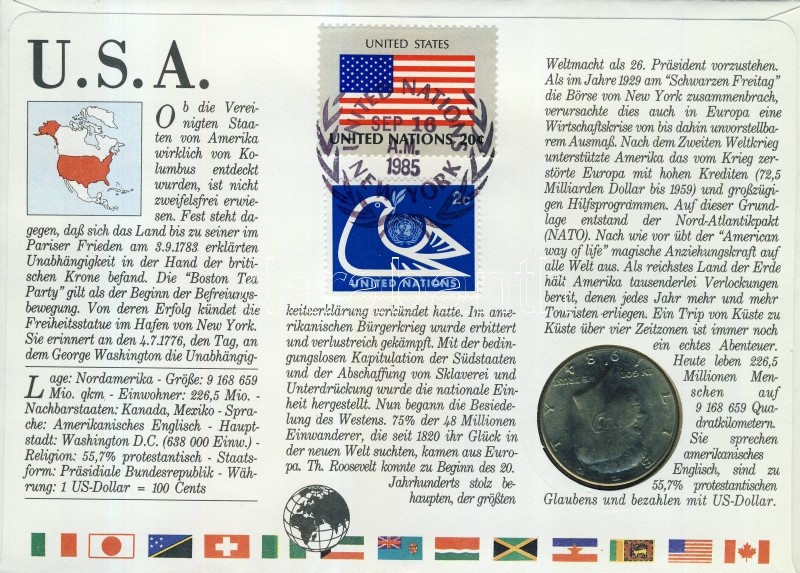 U.S.A.
Ob die Verei-
nigten Staa-
ten von Amerika
wirklich von Ko-
lumbus entdeckt
wurden, ist nicht
zweifelsfrei erwie-
sen. Fest steht da-
gegen, daß sich das Land bis zu seiner im
Pariser Frieden am 3.9.1783 erklärten
Unabhängigkeit in der Hand der briti-
schen Krone befand. Die "Boston Tea
Party" gilt als der Beginn der Befreiungs-
bewegung. Von deren Erfolg kündet die
Freiheitsstatue im Hafen von New York.
Sie erinnert an den 4.7.1776, den Tag, an
dem George Washington die Unabhängig-
Lage: Nordamerika - Größe: 9 168 659
Mio. qkm - Einwohner: 226,5 Mio. -
Nachbarstaaten: Kanada, Mexiko - Spra-
che: Amerikanisches Englisch - Haupt-
stadt: Washington D.C. (638 000 Einw.) -
Religion: 55,7% protestantisch - Staats-
form: Präsidiale Bundesrepublik - Wäh-
rung: 1 US-Dollar = 100 Cents
UNITED STATES
UNITED NATIONS 20¢
UNITED NATIONS
SEP 16
A.M.
1985
NEW YORK
2¢
UNITED NATIONS
keitserklärung verkündet hatte. Im ame-
rikanischen Bürgerkrieg wurde erbittert
und verlustreich gekämpft. Mit der bedin-
gungslosen Kapitulation der Südstaaten
und der Abschaffung von Sklaverei und
Unterdrückung wurde die nationale Ein-
heit hergestellt. Nun begann die Besiede-
lung des Westens. 75% der 48 Millionen
Einwanderer, die seit 1820 ihr Glück in
der neuen Welt suchten, kamen aus Euro-
pa. Th. Roosevelt konnte zu Beginn des 20.
Jahrhunderts stolz be-
haupten, der größten
Weltmacht als 26. Präsident vorzustehen.
Als im Jahre 1929 am "Schwarzen Freitag"
die Börse von New York zusammenbrach,
verursachte dies auch in Europa eine
Wirtschaftskrise von bis dahin unvorstellba-
rem Ausmaß. Nach dem Zweiten Weltkrieg
unterstützte Amerika das vom Krieg zer-
störte Europa mit hohen Krediten (72,5
Milliarden Dollar bis 1959) und großzügi-
gen Hilfsprogrammen. Auf dieser Grund-
lage entstand der Nord-Atlantikpakt
(NATO). Nach wie vor übt der "American
way of life" magische Anziehungskraft auf
alle Welt aus. Als reichstes Land der Erde
hält Amerika tausenderlei Verlockungen
bereit, denen jedes Jahr mehr und mehr
Touristen erliegen. Ein Trip von Küste zu
Küste über vier Zeitzonen ist immer noch
ein echtes Abenteuer.
Heute leben 226,5
Millionen Men-
schen auf
9 168 659 Qua-
dratkilometern.
Sie sprechen
amerikanisches
Englisch, sind zu
55,7% protestantischen
Glaubens und bezahlen mit US-Dollar.
LIBERTY